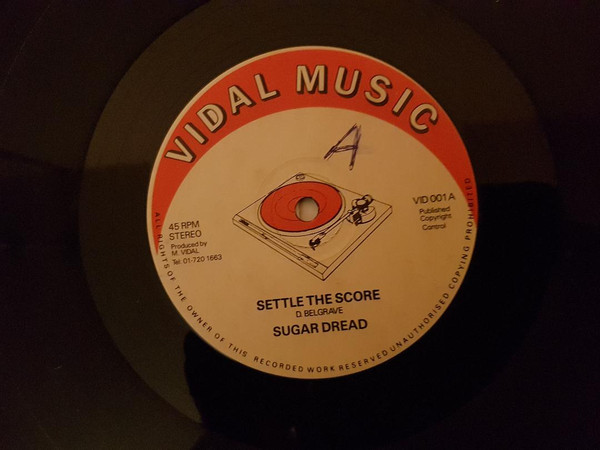 VIDAL MUSIC
A
45 RPM
STEREO
Produced by
M. VIDAL
Tel: 01-720 1663
VID 001 A
Published
Copyright
Control
SETTLE THE SCORE
D. BELGRAVE
SUGAR DREAD
ALL RIGHTS OF THE OWNER OF THIS RECORDED WORK RESERVED UNAUTHORISED COPYING PROHIBITED